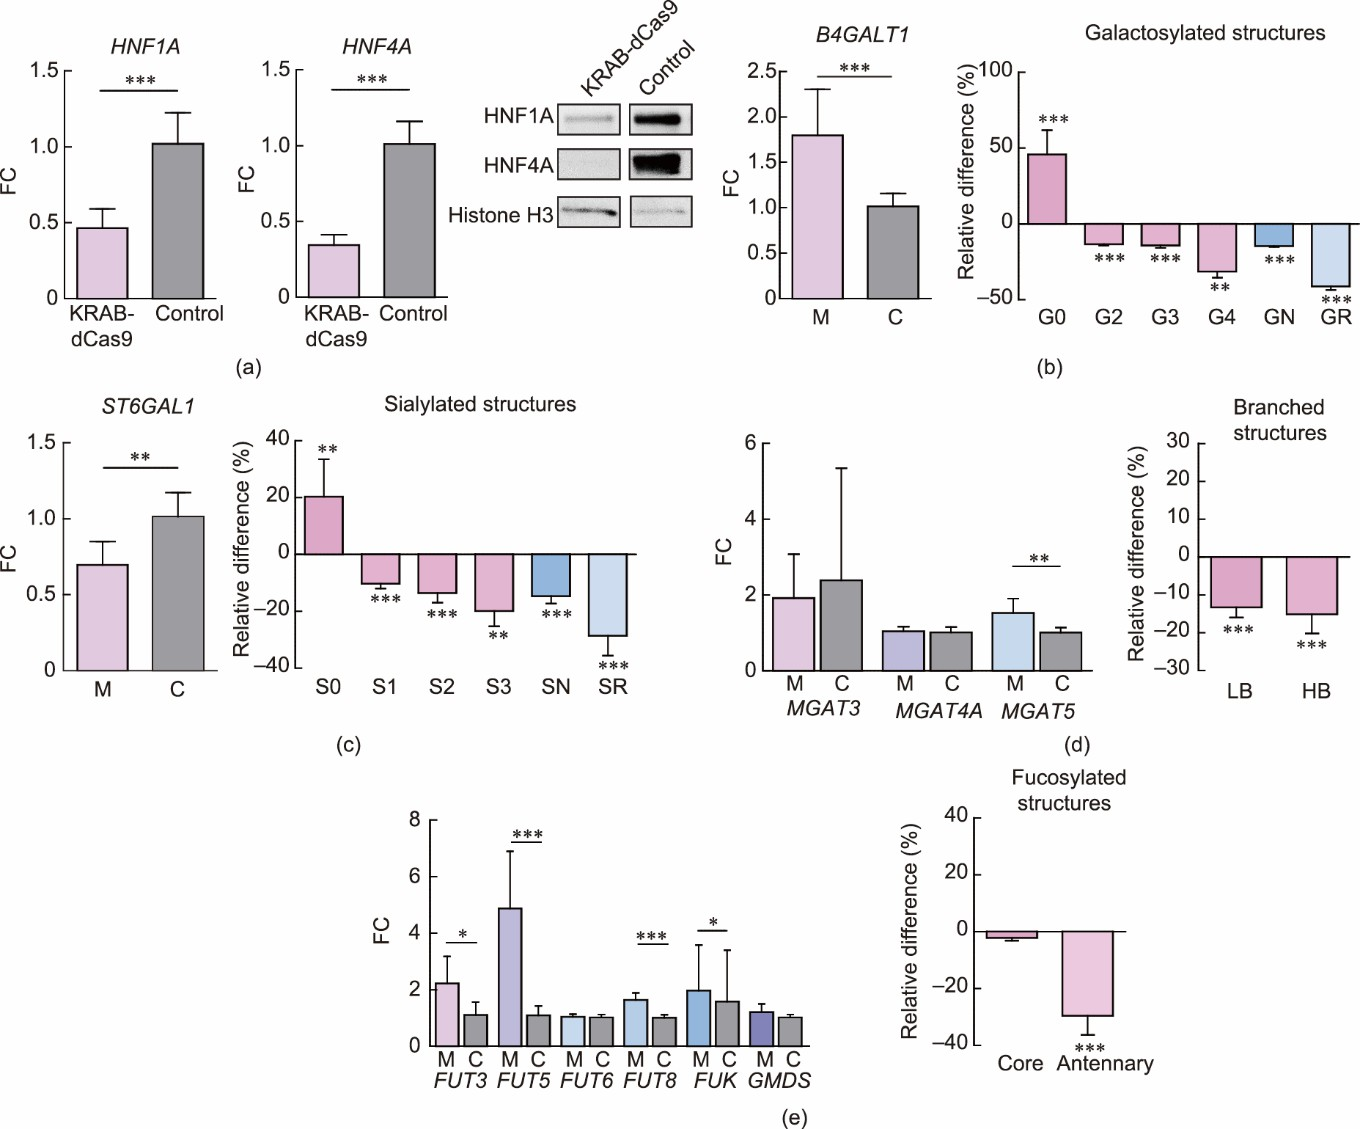 HNF1A
1.5
***
1.0
FC
0.5
0
KRAB-
dCas9
Control
HNF4A
1.5
***
1.0
FC
0.5
0
KRAB-
dCas9
Control
KRAB-dCas9
Control
HNF1A
HNF4A
Histone H3
(a)
B4GALT1
2.5
***
2.0
1.5
FC
1.0
0.5
0
M C
Galactosylated structures
Relative difference (%)
100
50
0
–50
***
***
***
**
***
***
G0 G2 G3 G4 GN GR
(b)
ST6GAL1
1.5
**
1.0
FC
0.5
0
M C
Sialylated structures
Relative difference (%)
40
20
0
–20
–40
**
***
***
**
***
***
S0 S1 S2 S3 SN SR
(c)
6
4
FC
2
0
**
M C M C M C
MGAT3 MGAT4A MGAT5
Branched
structures
Relative difference (%)
30
20
10
0
–10
–20
–30
***
***
LB HB
(d)
8
6
FC
4
2
0
*
***
***
*
M C M C M C M C M C M C
FUT3 FUT5 FUT6 FUT8 FUK GMDS
Fucosylated
structures
Relative difference (%)
40
20
0
–20
–40
***
Core Antennary
(e)